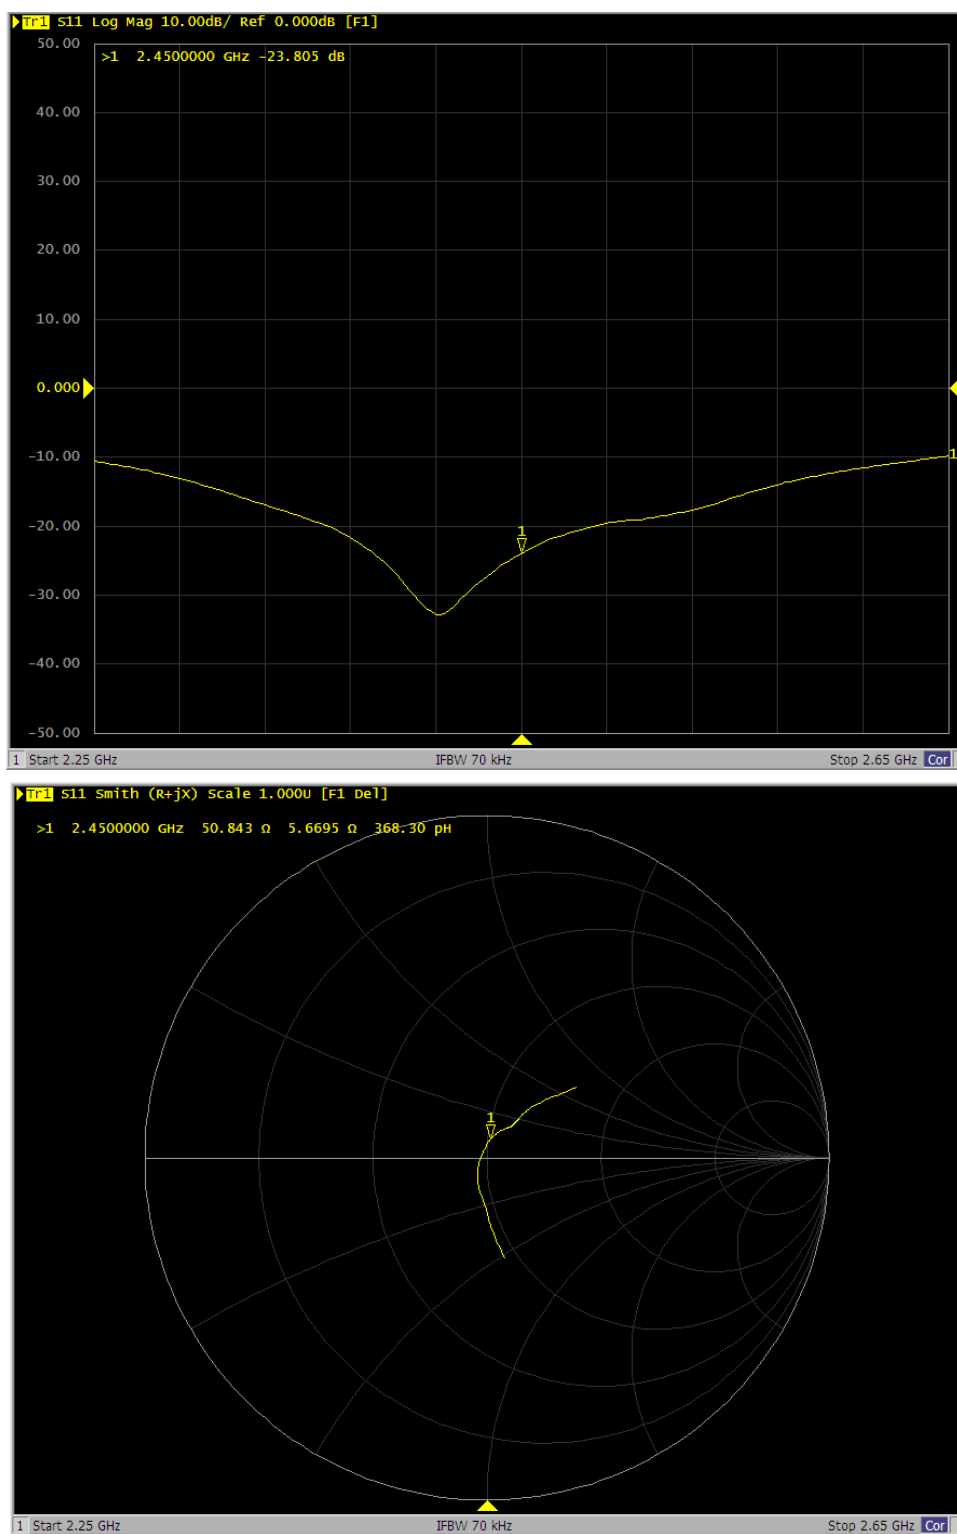 Tr1 S11 Log Mag 10.00dB/ Ref 0.000dB [F1]
50.00
>1 2.4500000 GHz -23.805 dB
40.00
30.00
20.00
10.00
0.000
-10.00
1
-20.00
1
-30.00
-40.00
-50.00
1 Start 2.25 GHz IFBW 70 kHz Stop 2.65 GHz Cor
Tr1 S11 Smith (R+jX) Scale 1.000U [F1 Del]
>1 2.4500000 GHz 50.843 Ω 5.6695 Ω 368.30 pH
1
1 Start 2.25 GHz IFBW 70 kHz Stop 2.65 GHz Cor